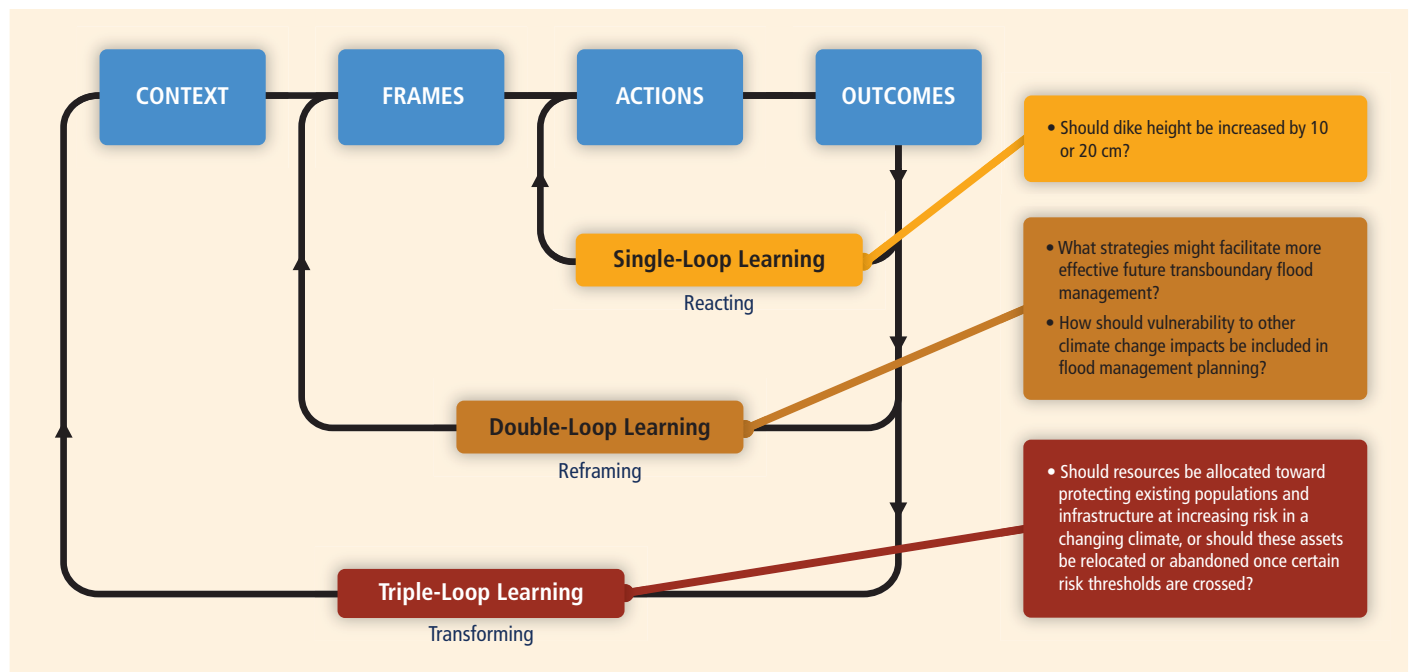 CONTEXT
FRAMES
ACTIONS
OUTCOMES
• Should dike height be increased by 10
or 20 cm?
Single-Loop Learning
Reacting
• What strategies might facilitate more
effective future transboundary flood
management?
• How should vulnerability to other
climate change impacts be included in
flood management planning?
Double-Loop Learning
Reframing
• Should resources be allocated toward
protecting existing populations and
infrastructure at increasing risk in a
changing climate, or should these assets
be relocated or abandoned once certain
risk thresholds are crossed?
Triple-Loop Learning
Transforming